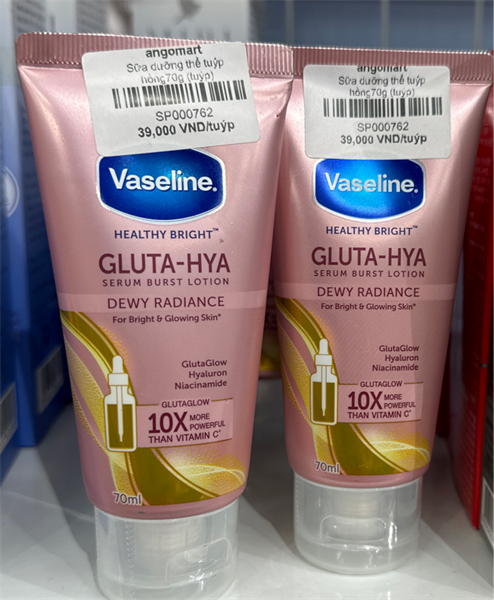 angomart
Sữa dưỡng thể tuýp
hồng70g (tuýp)
SP000762
39,000 VND/tuýp
Vaseline.
HEALTHY BRIGHT™
GLUTA-HYA
SERUM BURST LOTION
DEWY RADIANCE
For Bright & Glowing Skin*
GlutaGlow
Hyaluron
Niacinamide
GLUTAGLOW
10X MORE POWERFUL
THAN VITAMIN C*
70ml
angomart
Sữa dưỡng thể tuýp
hồng70g (tuýp)
SP000762
39,000 VND/tuýp
Vaseline.
HEALTHY BRIGHT™
GLUTA-HYA
SERUM BURST LOTION
DEWY RADIANCE
For Bright & Glowing Skin*
GlutaGlow
Hyaluron
Niacinamide
GLUTAGLOW
10X MORE POWERFUL
THAN VITAMIN C*
70ml